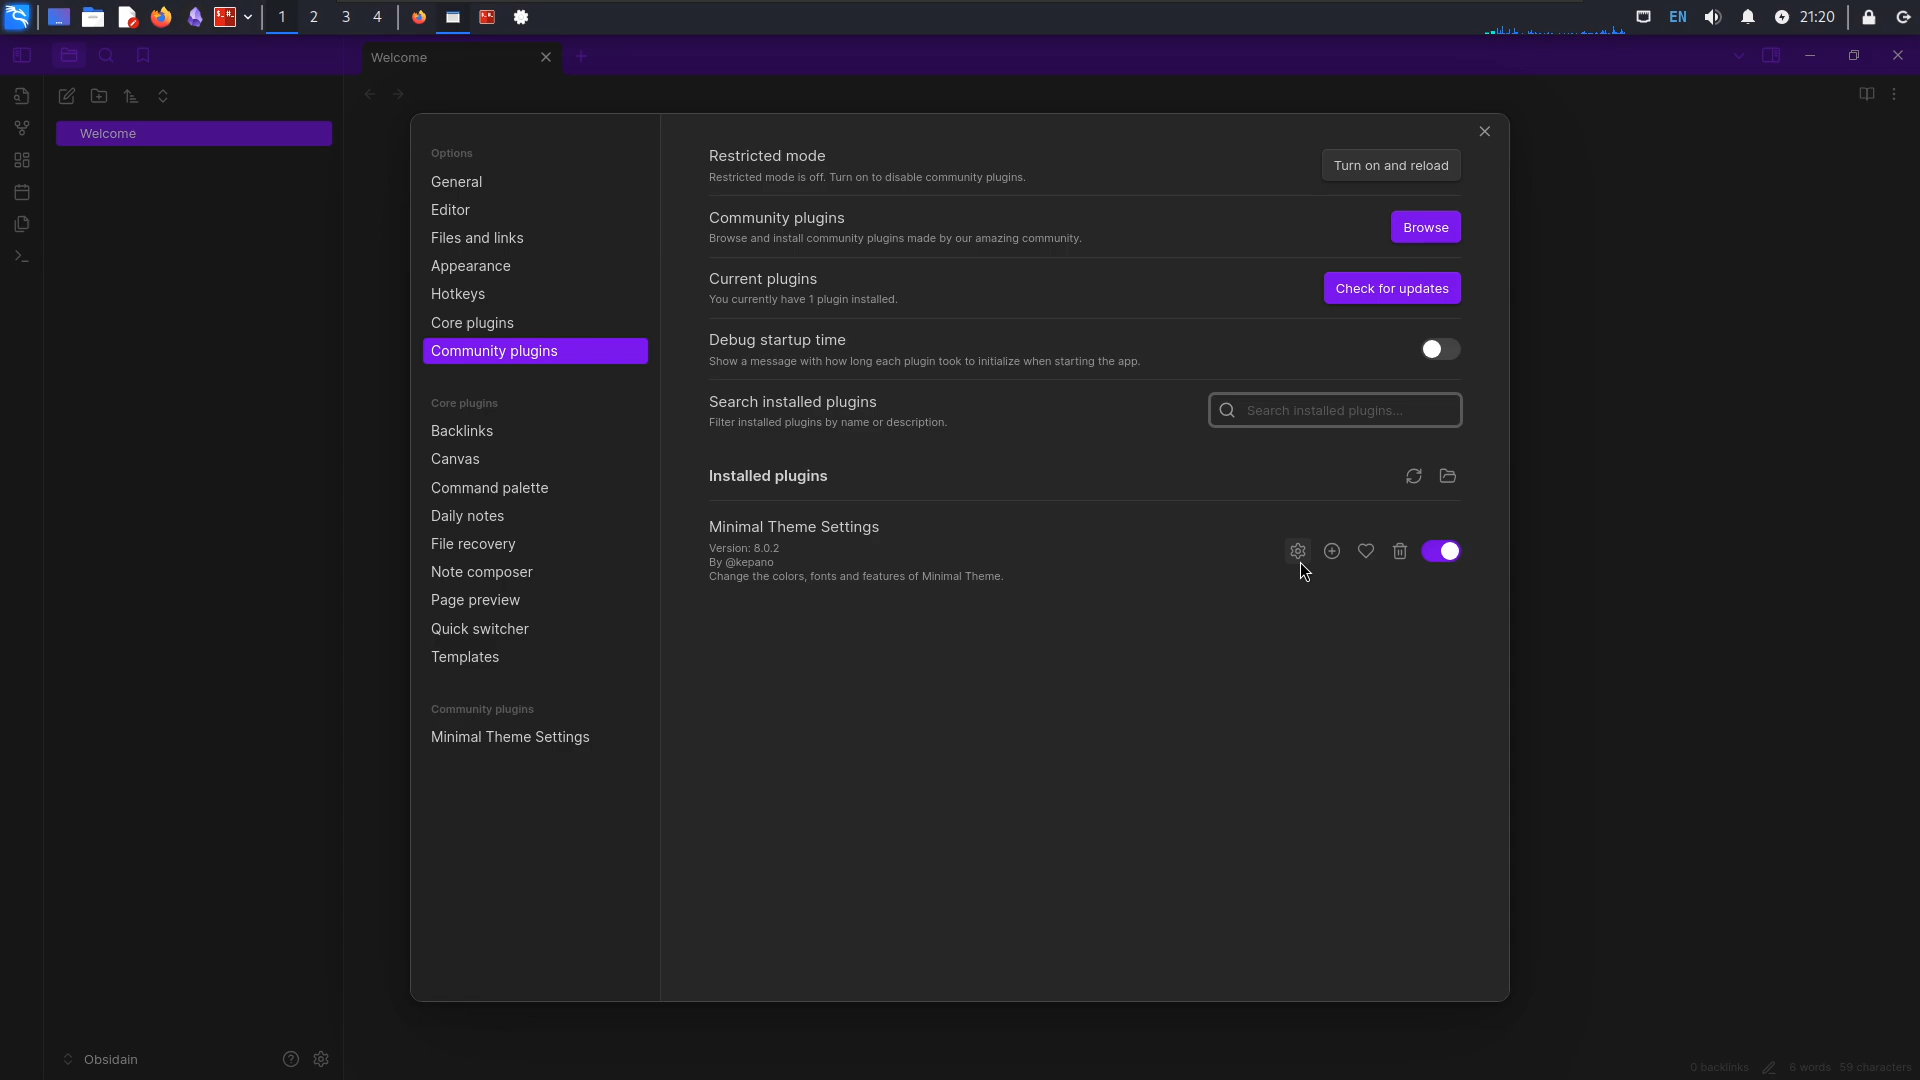 1 2 3 4 EN 21:20
Welcome
Welcome
Options
General
Editor
Files and links
Appearance
Hotkeys
Core plugins
Community plugins
Core plugins
Backlinks
Canvas
Command palette
Daily notes
File recovery
Note composer
Page preview
Quick switcher
Templates
Community plugins
Minimal Theme Settings
Restricted mode
Restricted mode is off. Turn on to disable community plugins.
Turn on and reload
Community plugins
Browse and install community plugins made by our amazing community.
Browse
Current plugins
You currently have 1 plugin installed.
Check for updates
Debug startup time
Show a message with how long each plugin took to initialize when starting the app.
Search installed plugins
Filter installed plugins by name or description.
Search installed plugins...
Installed plugins
Minimal Theme Settings
Version: 8.0.2
By @kepano
Change the colors, fonts and features of Minimal Theme.
Obsidain
0 backlinks 6 words 59 characters